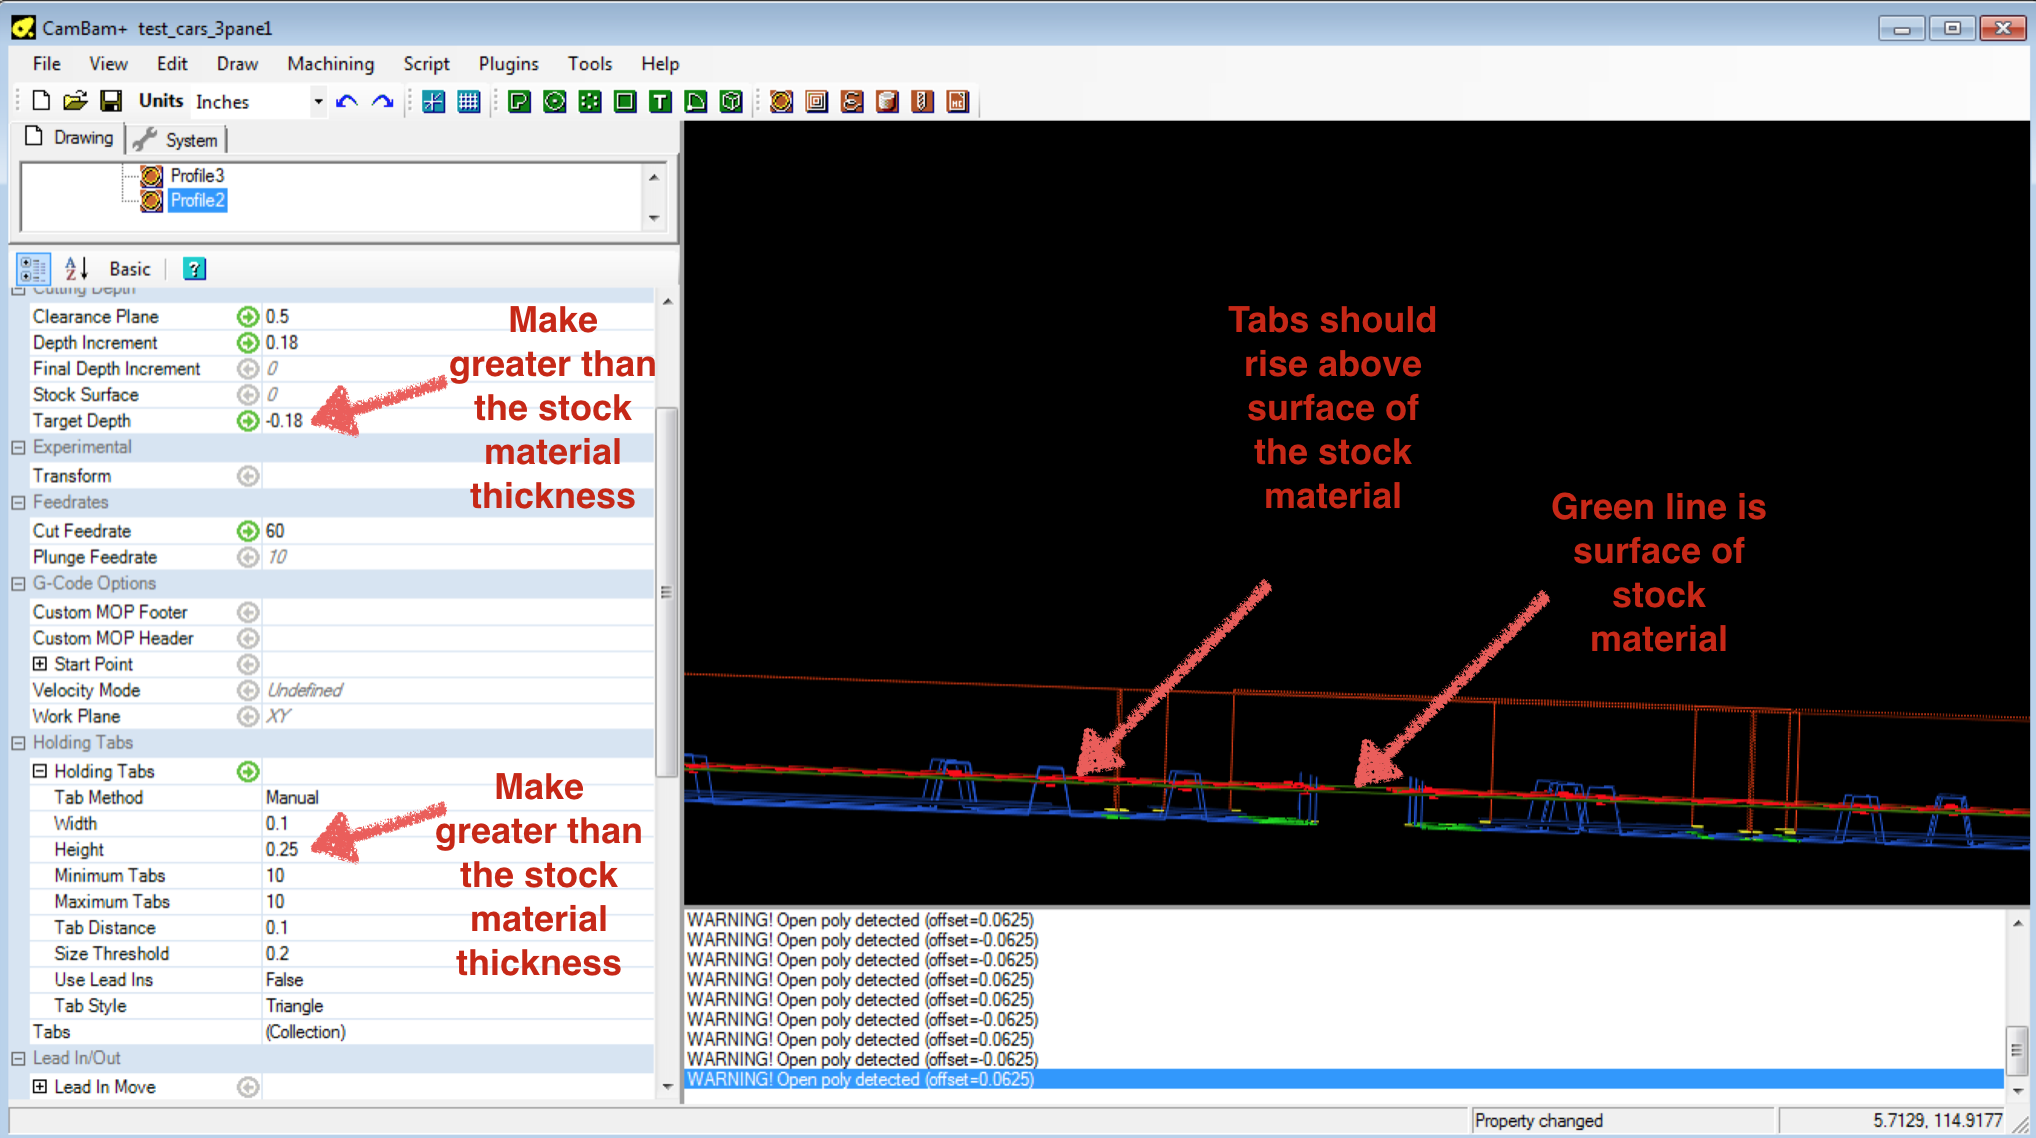 CamBam+ test_cars_3pane1
File View Edit Draw Machining Script Plugins Tools Help
Units Inches
Drawing System
Profile3
Profile2
Basic
Cutting Depth
Clearance Plane 0.5
Depth Increment 0.18
Final Depth Increment 0
Stock Surface 0
Target Depth -0.18
Experimental
Transform
Feedrates
Cut Feedrate 60
Plunge Feedrate 10
G-Code Options
Custom MOP Footer
Custom MOP Header
Start Point
Velocity Mode Undefined
Work Plane XY
Holding Tabs
Holding Tabs
Tab Method Manual
Width 0.1
Height 0.25
Minimum Tabs 10
Maximum Tabs 10
Tab Distance 0.1
Size Threshold 0.2
Use Lead Ins False
Tab Style Triangle
Tabs (Collection)
Lead In/Out
Lead In Move
Make
greater than
the stock
material
thickness
Make
greater than
the stock
material
thickness
Tabs should
rise above
surface of
the stock
material
Green line is
surface of
stock
material
WARNING! Open poly detected (offset=0.0625)
WARNING! Open poly detected (offset=-0.0625)
WARNING! Open poly detected (offset=-0.0625)
WARNING! Open poly detected (offset=0.0625)
WARNING! Open poly detected (offset=0.0625)
WARNING! Open poly detected (offset=-0.0625)
WARNING! Open poly detected (offset=0.0625)
WARNING! Open poly detected (offset=-0.0625)
WARNING! Open poly detected (offset=0.0625)
Property changed 5.7129, 114.9177